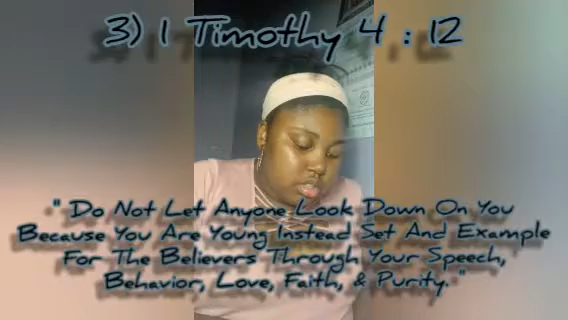 3) 1 Timothy 4 : 12
" Do Not Let Anyone Look Down On You
Because You Are Young Instead Set And Example
For The Believers Through Your Speech,
Behavior, Love, Faith, & Purity. "